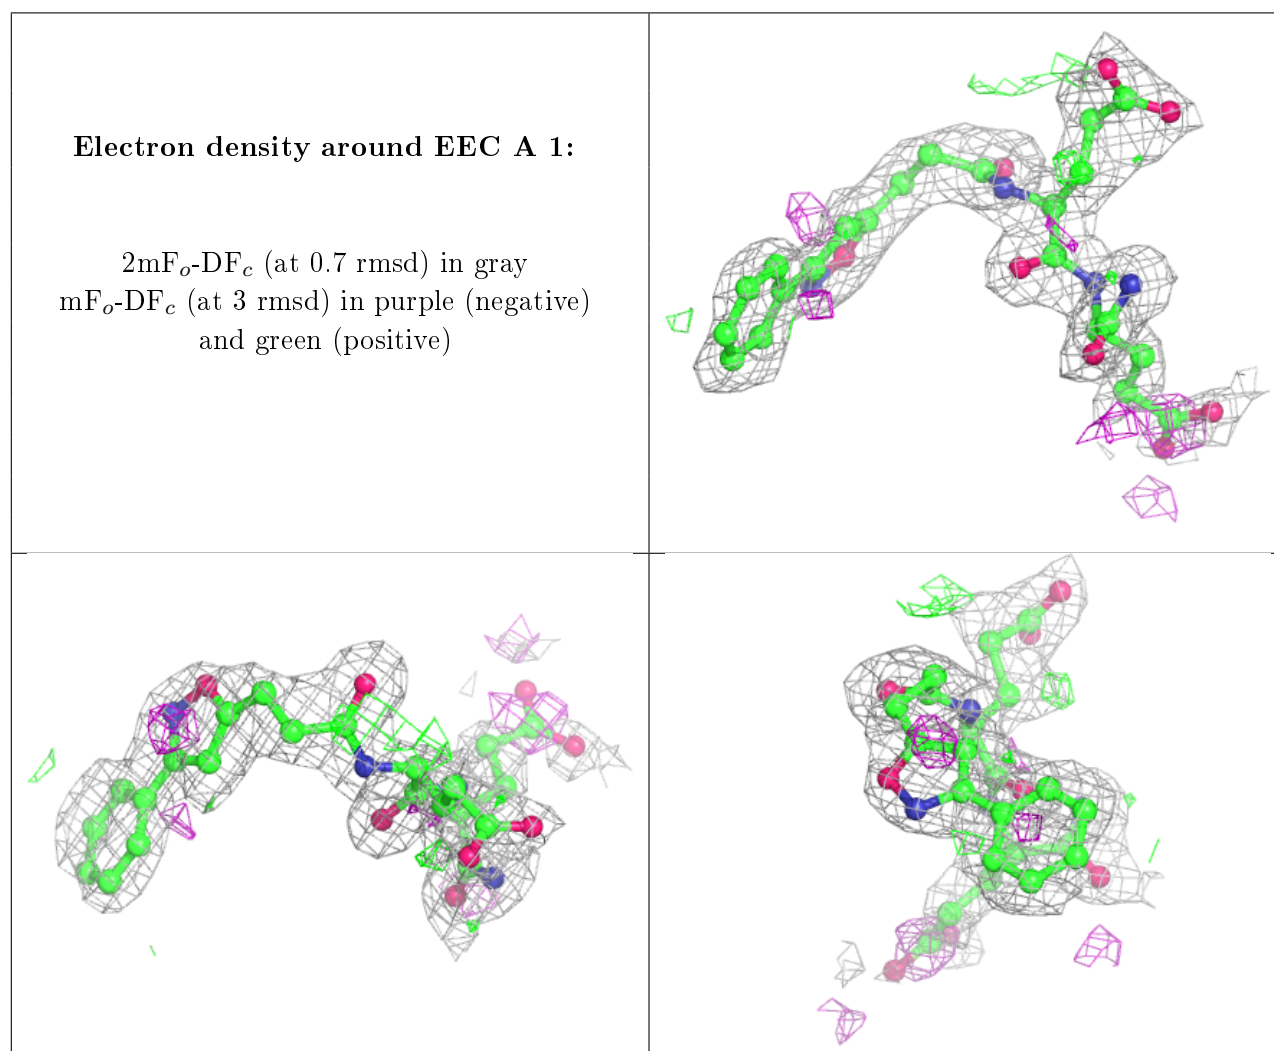 Electron density around EEC A 1:
2mFo-DFc (at 0.7 rmsd) in gray
mFo-DFc (at 3 rmsd) in purple (negative)
and green (positive)